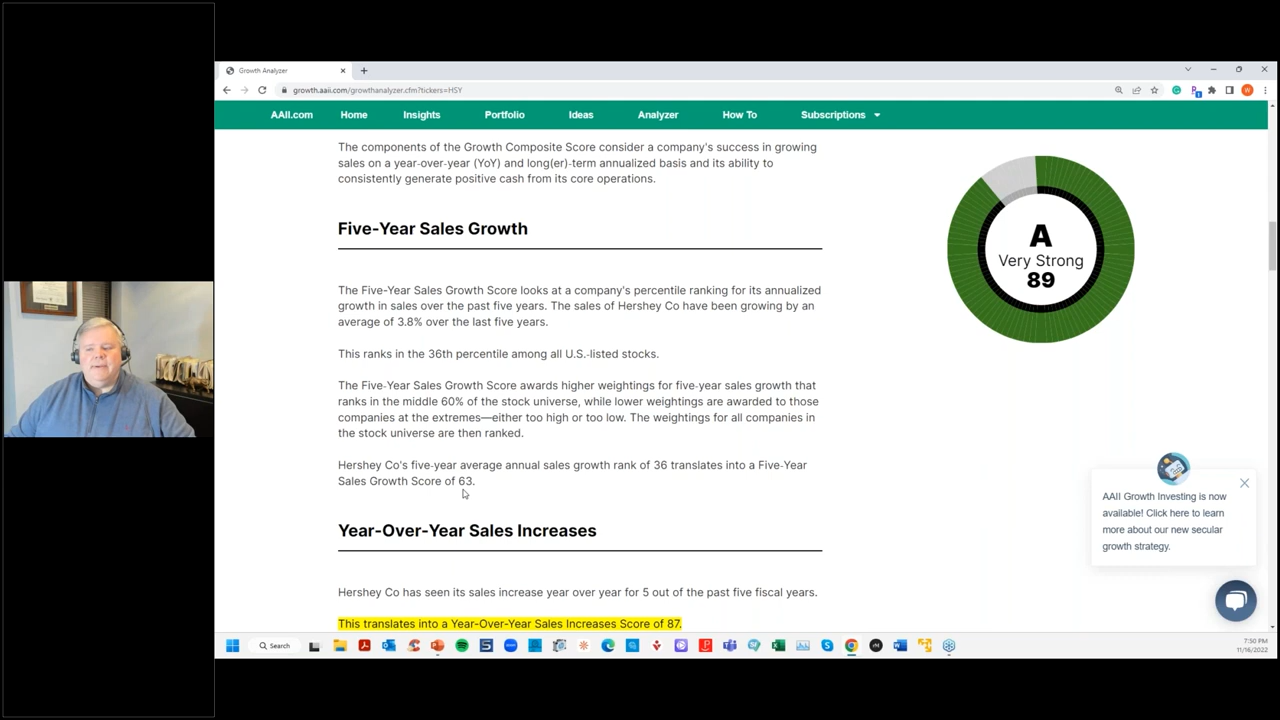 Growth Analyzer
growth.aaii.com/growthanalyzer.cfm?tickers=HSY
AAII.com Home Insights Portfolio Ideas Analyzer How To Subscriptions
The components of the Growth Composite Score consider a company's success in growing
sales on a year-over-year (YoY) and long(er)-term annualized basis and its ability to
consistently generate positive cash from its core operations.
Five-Year Sales Growth
The Five-Year Sales Growth Score looks at a company's percentile ranking for its annualized
growth in sales over the past five years. The sales of Hershey Co have been growing by an
average of 3.8% over the last five years.
This ranks in the 36th percentile among all U.S.-listed stocks.
The Five-Year Sales Growth Score awards higher weightings for five-year sales growth that
ranks in the middle 60% of the stock universe, while lower weightings are awarded to those
companies at the extremes—either too high or too low. The weightings for all companies in
the stock universe are then ranked.
Hershey Co's five-year average annual sales growth rank of 36 translates into a Five-Year
Sales Growth Score of 63.
Year-Over-Year Sales Increases
Hershey Co has seen its sales increase year over year for 5 out of the past five fiscal years.
This translates into a Year-Over-Year Sales Increases Score of 87.
A
Very Strong
89
AAII Growth Investing is now
available! Click here to learn
more about our new secular
growth strategy.
Search
7:50 PM
11/16/2022